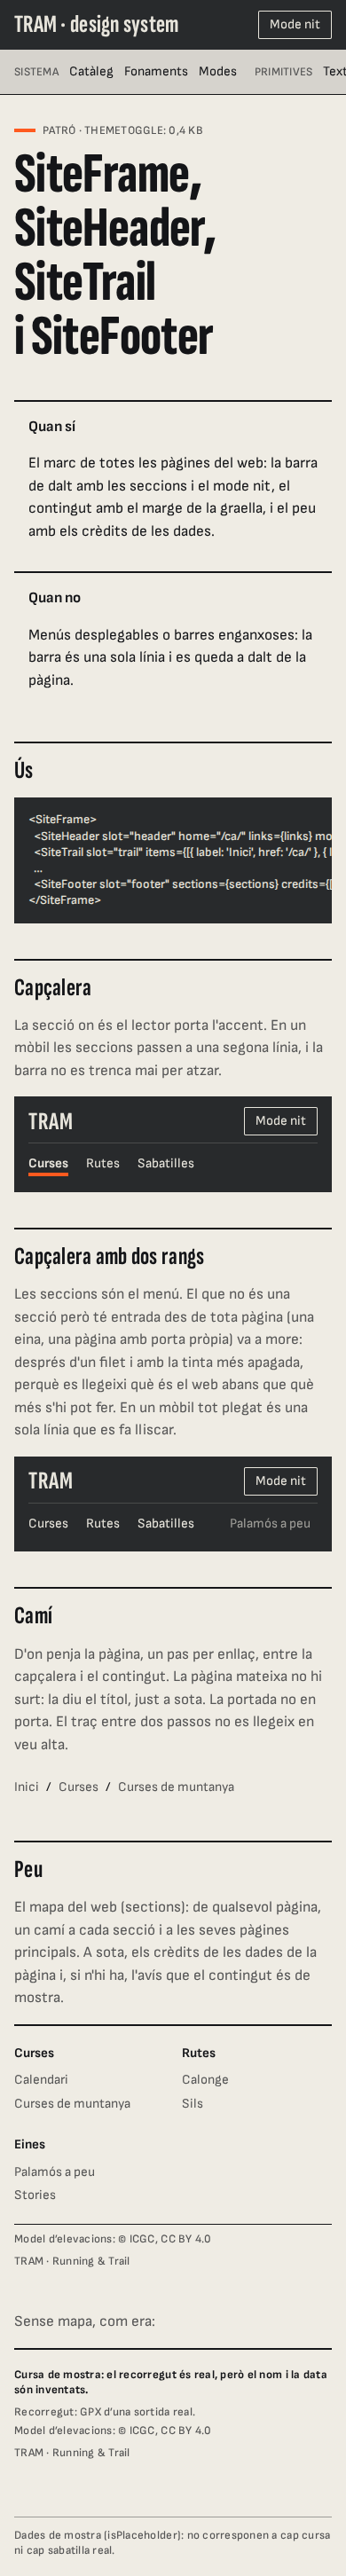 TRAM · design system
Mode nit
SISTEMA Catàleg Fonaments Modes PRIMITIVES Text
PATRÓ · THEMETOGGLE: 0,4 KB
SiteFrame,
SiteHeader,
SiteTrail
i SiteFooter
Quan sí
El marc de totes les pàgines del web: la barra
de dalt amb les seccions i el mode nit, el
contingut amb el marge de la graella, i el peu
amb els crèdits de les dades.
Quan no
Menús desplegables o barres enganxoses: la
barra és una sola línia i es queda a dalt de la
pàgina.
Ús
<SiteFrame>
<SiteHeader slot="header" home="/ca/" links={links} mo
<SiteTrail slot="trail" items={[{ label: 'Inici', href: '/ca/' }, { l
…
<SiteFooter slot="footer" sections={sections} credits={[
</SiteFrame>
Capçalera
La secció on és el lector porta l'accent. En un
mòbil les seccions passen a una segona línia, i la
barra no es trenca mai per atzar.
TRAM
Mode nit
Curses Rutes Sabatilles
Capçalera amb dos rangs
Les seccions són el menú. El que no és una
secció però té entrada des de tota pàgina (una
eina, una pàgina amb porta pròpia) va a more:
després d'un filet i amb la tinta més apagada,
perquè es llegeixi què és el web abans que què
més s'hi pot fer. En un mòbil tot plegat és una
sola línia que es fa lliscar.
TRAM
Mode nit
Curses Rutes Sabatilles Palamós a peu
Camí
D'on penja la pàgina, un pas per enllaç, entre la
capçalera i el contingut. La pàgina mateixa no hi
surt: la diu el títol, just a sota. La portada no en
porta. El traç entre dos passos no es llegeix en
veu alta.
Inici / Curses / Curses de muntanya
Peu
El mapa del web (sections): de qualsevol pàgina,
un camí a cada secció i a les seves pàgines
principals. A sota, els crèdits de les dades de la
pàgina i, si n'hi ha, l'avís que el contingut és de
mostra.
Curses
Calendari
Curses de muntanya
Rutes
Calonge
Sils
Eines
Palamós a peu
Stories
Model d'elevacions: © ICGC, CC BY 4.0
TRAM · Running & Trail
Sense mapa, com era:
Cursa de mostra: el recorregut és real, però el nom i la data
són inventats.
Recorregut: GPX d'una sortida real.
Model d'elevacions: © ICGC, CC BY 4.0
TRAM · Running & Trail
Dades de mostra (isPlaceholder): no corresponen a cap cursa
ni cap sabatilla real.